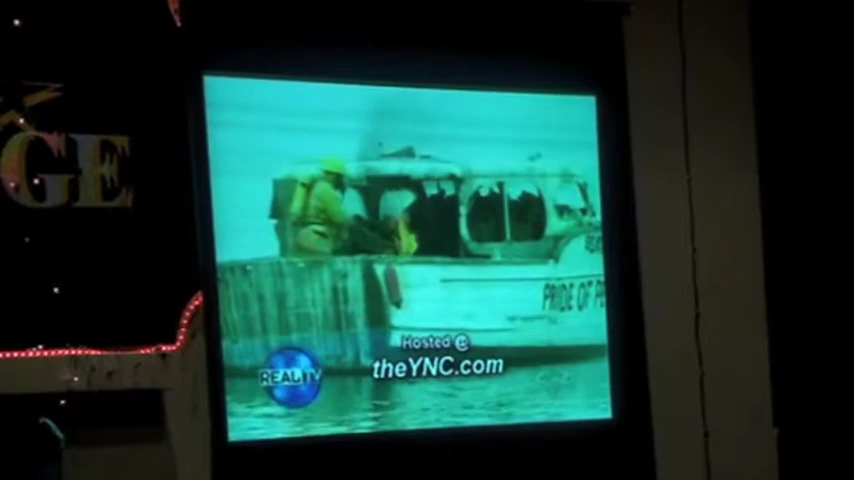 GE
PRIDE OF P
Hosted @
theYNC.com
REAL TV